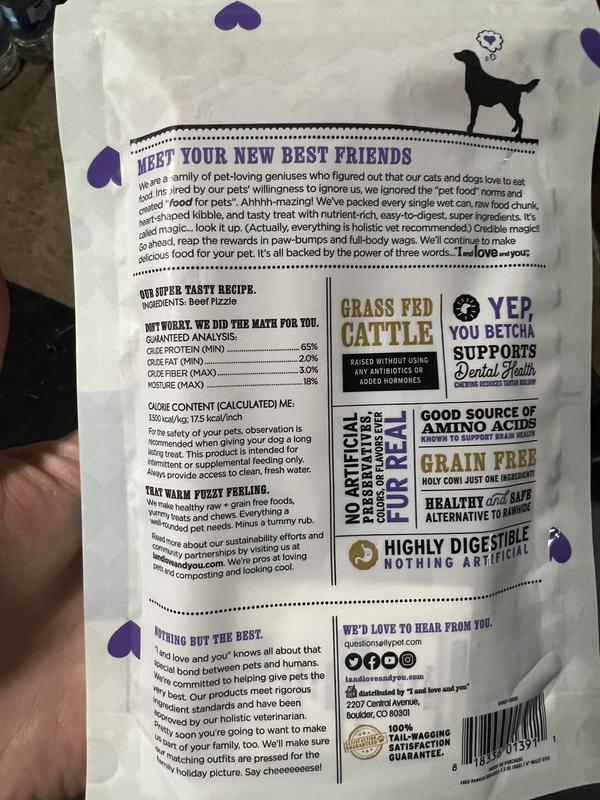 MEET YOUR NEW BEST FRIENDS
We are a family of pet-loving geniuses who figured out that our cats and dogs love to eat
food. Inspired by our pets' willingness to ignore us, we ignored the "pet food" norms and
created "food for pets". Ahhhh-mazing! We've packed every single wet can, raw food chunk,
heart-shaped kibble, and tasty treat with nutrient-rich, easy-to-digest, super ingredients. It's
called magic... look it up. (Actually, everything is holistic vet recommended.) Credible magic!!
Go ahead, reap the rewards in paw-bumps and full-body wags. We'll continue to make
delicious food for your pet. It's all backed by the power of three words..."I and love and you".
OUR SUPER TASTY RECIPE.
INGREDIENTS: Beef Pizzle
DON'T WORRY. WE DID THE MATH FOR YOU.
GUARANTEED ANALYSIS:
CRUDE PROTEIN (MIN) ........ 65%
CRUDE FAT (MIN) ........ 2.0%
CRUDE FIBER (MAX) ........ 3.0%
MOISTURE (MAX) ........ 18%
CALORIE CONTENT (CALCULATED) ME:
3,500 kcal/kg; 17.5 kcal/inch
For the safety of your pets, observation is
recommended when giving your dog a long
lasting treat. This product is intended for
intermittent or supplemental feeding only.
Always provide access to clean, fresh water.
THAT WARM FUZZY FEELING.
We make healthy raw + grain free foods,
yummy treats and chews. Everything a
well-rounded pet needs. Minus a tummy rub.
Read more about our sustainability efforts and
community partnerships by visiting us at
iandloveandyou.com. We're pros at loving
pets and composting and looking cool.
GRASS FED
CATTLE
RAISED WITHOUT USING
ANY ANTIBIOTICS OR
ADDED HORMONES
YEP,
YOU BETCHA
SUPPORTS
Dental Health
CHEWING REDUCES TARTAR BUILDUP
NO ARTIFICIAL
PRESERVATIVES,
COLORS, OR FLAVORS EVER
FUR REAL
GOOD SOURCE OF
AMINO ACIDS
KNOWN TO SUPPORT BRAIN HEALTH
GRAIN FREE
HOLY COW! JUST ONE INGREDIENT!
HEALTHY and SAFE
ALTERNATIVE TO RAWHIDE
HIGHLY DIGESTIBLE
NOTHING ARTIFICIAL
NOTHING BUT THE BEST.
"I and love and you" knows all about that
special bond between pets and humans.
We're committed to helping give pets the
very best. Our products meet rigorous
ingredient standards and have been
approved by our holistic veterinarian.
Pretty soon you're going to want to make
us part of your family, too. We'll make sure
our matching outfits are pressed for the
family holiday picture. Say cheeeeeese!
WE'D LOVE TO HEAR FROM YOU.
questions@ilypet.com
iandloveandyou.com
distributed by "I and love and you"
2207 Central Avenue,
Boulder, CO 80301
SATISFACTION
GUARANTEED
100%
TAIL-WAGGING
SATISFACTION
GUARANTEE.
8 18336 01391 1